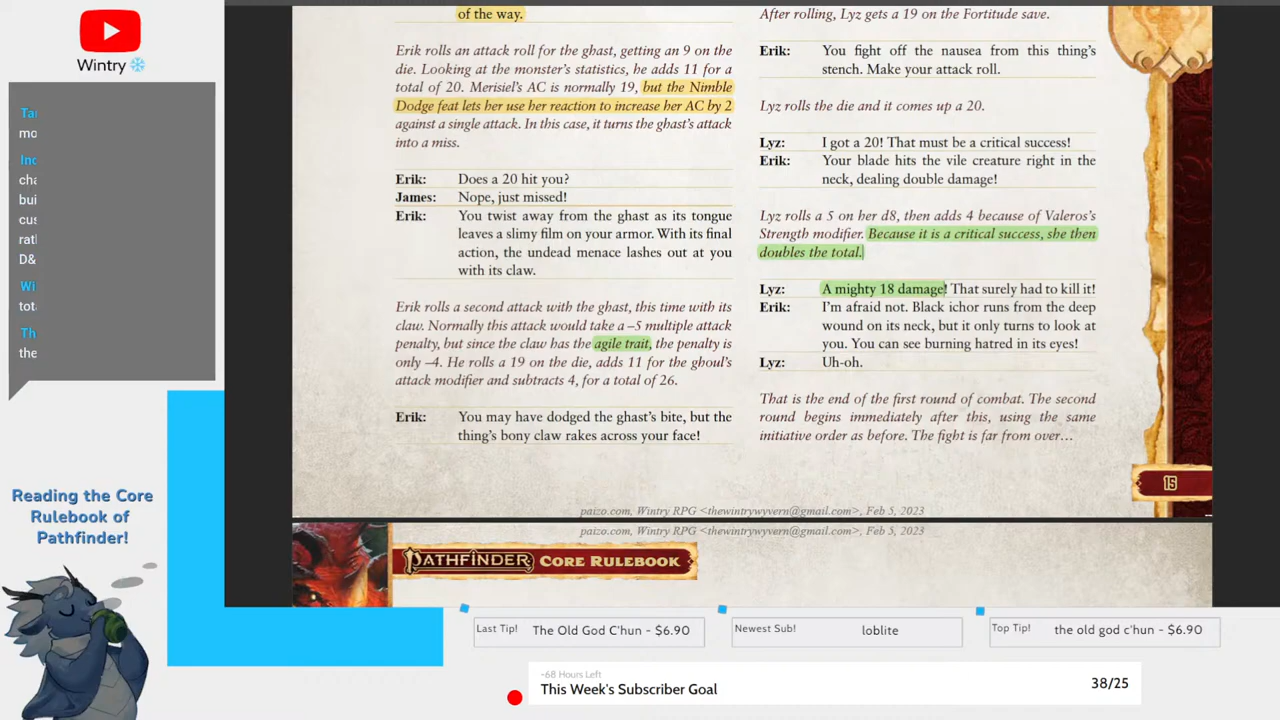 Wintry ❄️
Tar
mo
Inc
cha
bui
cus
rat
D&
Wi
tot
Th
the
Reading the Core
Rulebook of
Pathfinder!
of the way.
Erik rolls an attack roll for the ghast, getting an 9 on the
die. Looking at the monster's statistics, he adds 11 for a
total of 20. Merisiel's AC is normally 19, but the Nimble
Dodge feat lets her use her reaction to increase her AC by 2
against a single attack. In this case, it turns the ghast's attack
into a miss.
Erik: Does a 20 hit you?
James: Nope, just missed!
Erik: You twist away from the ghast as its tongue
leaves a slimy film on your armor. With its final
action, the undead menace lashes out at you
with its claw.
Erik rolls a second attack with the ghast, this time with its
claw. Normally this attack would take a –5 multiple attack
penalty, but since the claw has the agile trait, the penalty is
only –4. He rolls a 19 on the die, adds 11 for the ghoul's
attack modifier and subtracts 4, for a total of 26.
Erik: You may have dodged the ghast's bite, but the
thing's bony claw rakes across your face!
After rolling, Lyz gets a 19 on the Fortitude save.
Erik: You fight off the nausea from this thing's
stench. Make your attack roll.
Lyz rolls the die and it comes up a 20.
Lyz: I got a 20! That must be a critical success!
Erik: Your blade hits the vile creature right in the
neck, dealing double damage!
Lyz rolls a 5 on her d8, then adds 4 because of Valeros's
Strength modifier. Because it is a critical success, she then
doubles the total.
Lyz: A mighty 18 damage! That surely had to kill it!
Erik: I'm afraid not. Black ichor runs from the deep
wound on its neck, but it only turns to look at
you. You can see burning hatred in its eyes!
Lyz: Uh-oh.
That is the end of the first round of combat. The second
round begins immediately after this, using the same
initiative order as before. The fight is far from over…
15
paizo.com, Wintry RPG <thewintrywyvern@gmail.com>, Feb 5, 2023
paizo.com, Wintry RPG <thewintrywyvern@gmail.com>, Feb 5, 2023
PATHFINDER CORE RULEBOOK
Last Tip! The Old God C'hun - $6.90
Newest Sub! loblite
Top Tip! the old god c'hun - $6.90
-68 Hours Left
This Week's Subscriber Goal
38/25